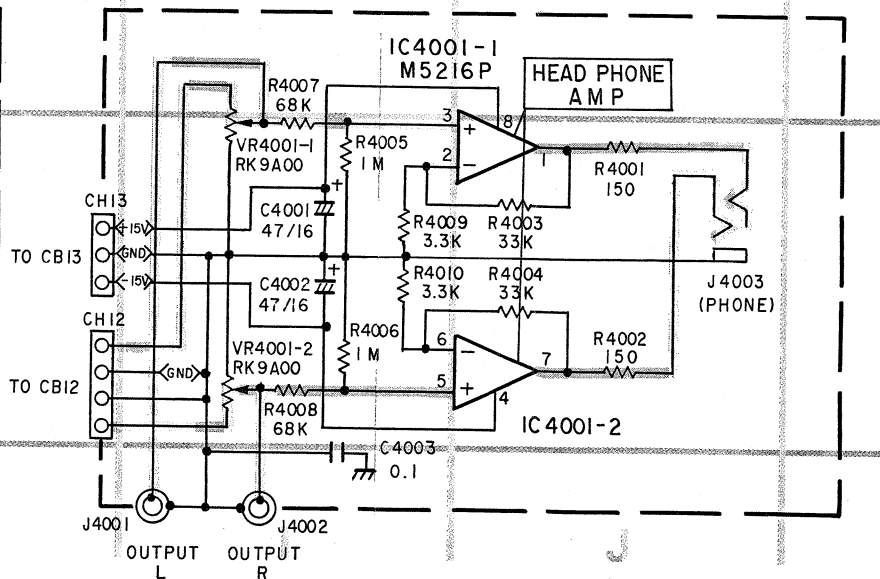 IC4001-1
M5216P
HEAD PHONE
AMP
R4007
68K
3
8
+
VR4001-1
RK9A00
R4005
1M
2
−
1
R4001
150
CH13
+15V
+
C4001
47/16
R4009
3.3K
R4003
33K
TO CB13
GND
-15V
+
C4002
47/16
R4010
3.3K
R4004
33K
J4003
(PHONE)
CH12
VR4001-2
RK9A00
R4006
1M
6
−
7
R4002
150
TO CB12
GND
5
+
4
R4008
68K
IC4001-2
C4003
0.1
J4001
J4002
OUTPUT
L
OUTPUT
R
J